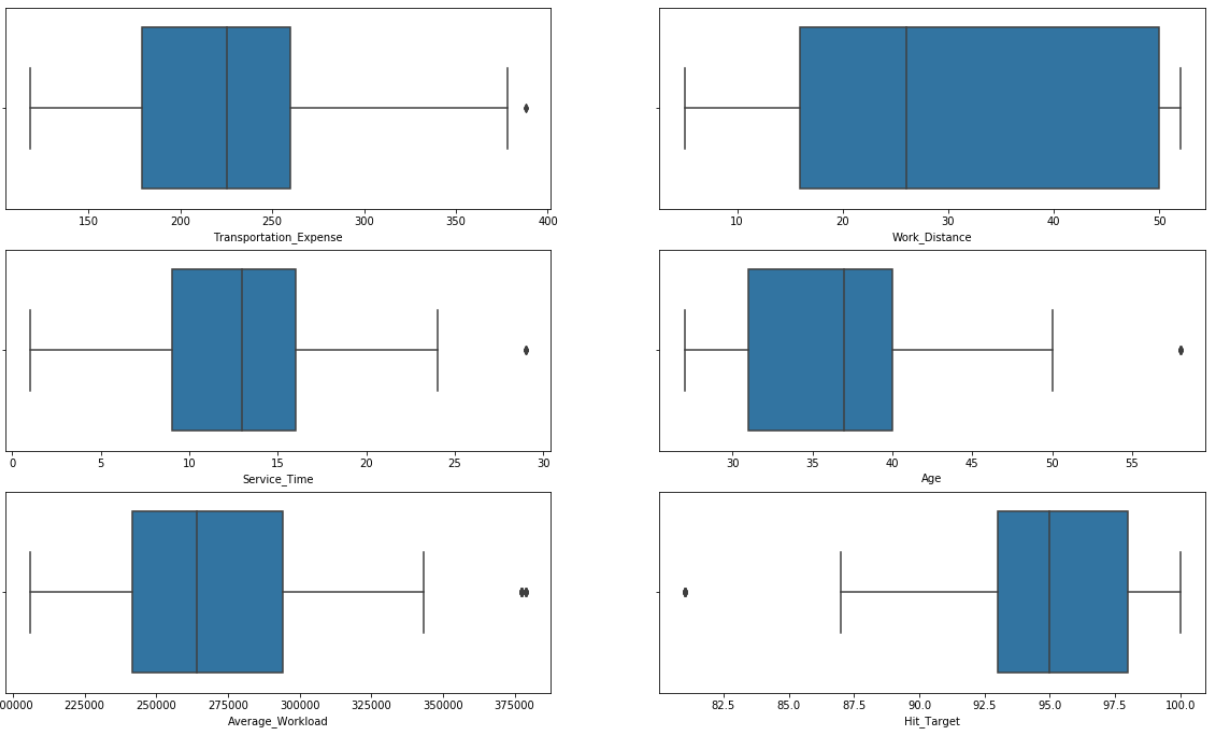 150 200 250 300 350 400
Transportation_Expense
10 20 30 40 50
Work_Distance
0 5 10 15 20 25 30
Service_Time
30 35 40 45 50 55
Age
00000 225000 250000 275000 300000 325000 350000 375000
Average_Workload
82.5 85.0 87.5 90.0 92.5 95.0 97.5 100.0
Hit_Target